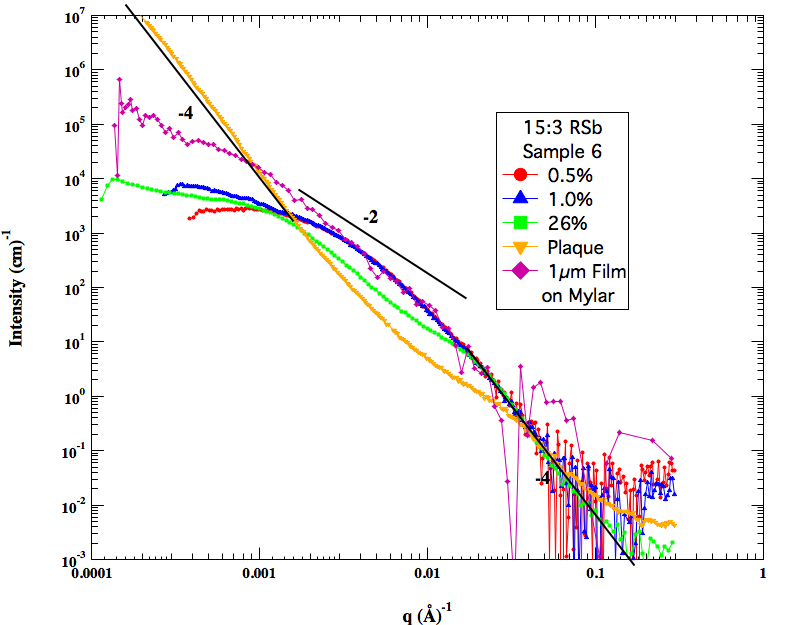 10^7
10^6
10^5
10^4
10^3
10^2
10^1
10^0
10^-1
10^-2
10^-3
Intensity (cm)^-1
-4
-2
-4
15:3 RSb
Sample 6
0.5%
1.0%
26%
Plaque
1µm Film
on Mylar
0.0001 0.001 0.01 0.1 1
q (Å)^-1